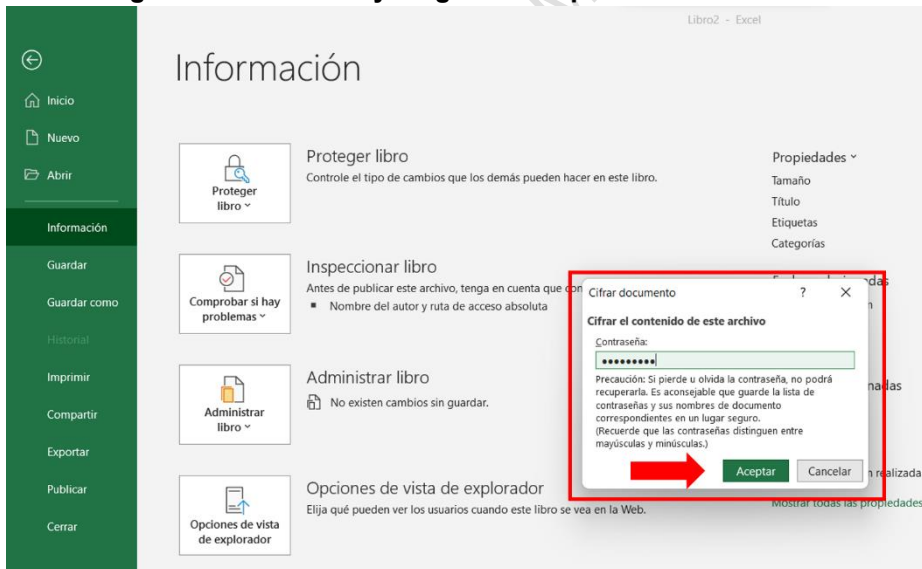 Libro2 - Excel
Información
Inicio
Nuevo
Abrir
Información
Guardar
Guardar como
Historial
Imprimir
Compartir
Exportar
Publicar
Cerrar
Proteger
libro
Proteger libro
Controle el tipo de cambios que los demás pueden hacer en este libro.
Comprobar si hay
problemas
Inspeccionar libro
Antes de publicar este archivo, tenga en cuenta que
Nombre del autor y ruta de acceso absoluta
Administrar
libro
Administrar libro
No existen cambios sin guardar.
Opciones de vista
de explorador
Opciones de vista de explorador
Elija qué pueden ver los usuarios cuando este libro se vea en la Web.
Propiedades
Tamaño
Título
Etiquetas
Categorías
Cifrar documento ? X
Cifrar el contenido de este archivo
Contraseña:
•••••••••
Precaución: Si pierde u olvida la contraseña, no podrá
recuperarla. Es aconsejable que guarde la lista de
contraseñas y sus nombres de documento
correspondientes en un lugar seguro.
(Recuerde que las contraseñas distinguen entre
mayúsculas y minúsculas.)
Aceptar Cancelar
Mostrar todas las propiedades